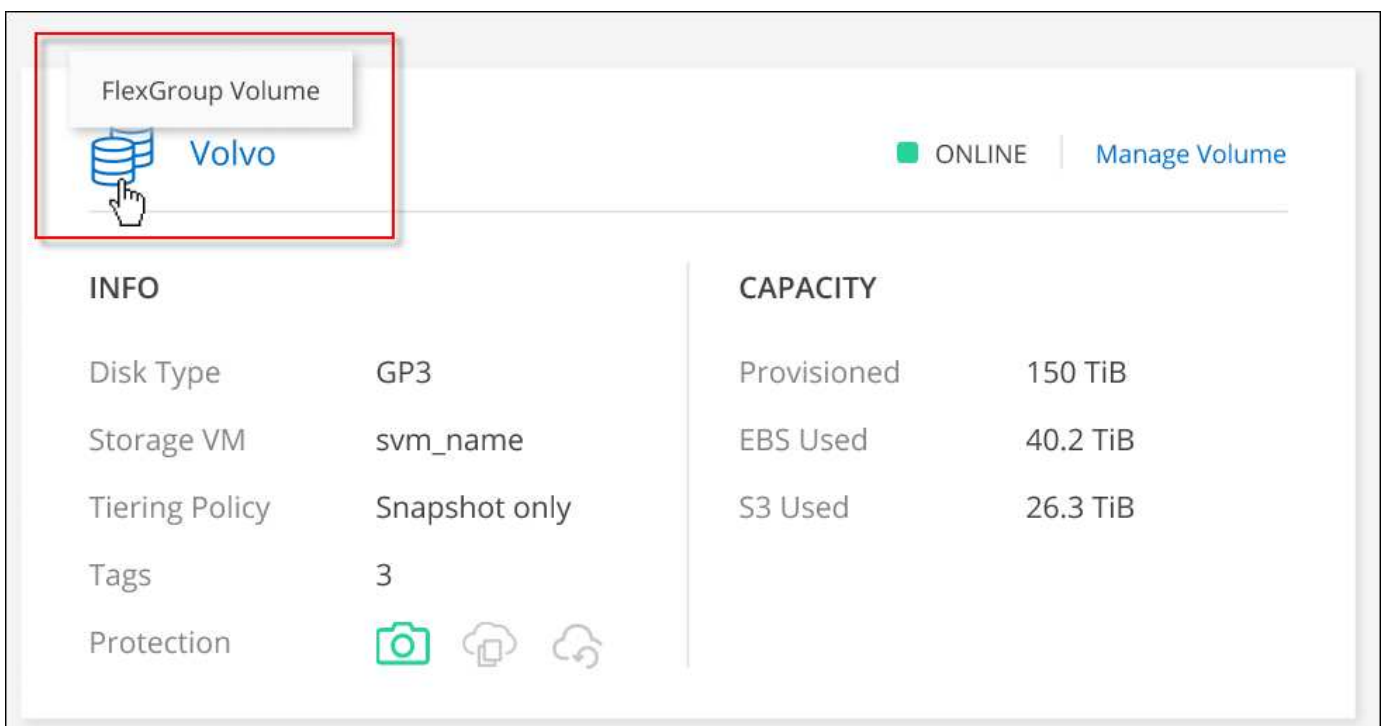 FlexGroup Volume
Volvo
ONLINE
Manage Volume
INFO
Disk Type GP3
Storage VM svm_name
Tiering Policy Snapshot only
Tags 3
Protection
CAPACITY
Provisioned 150 TiB
EBS Used 40.2 TiB
S3 Used 26.3 TiB